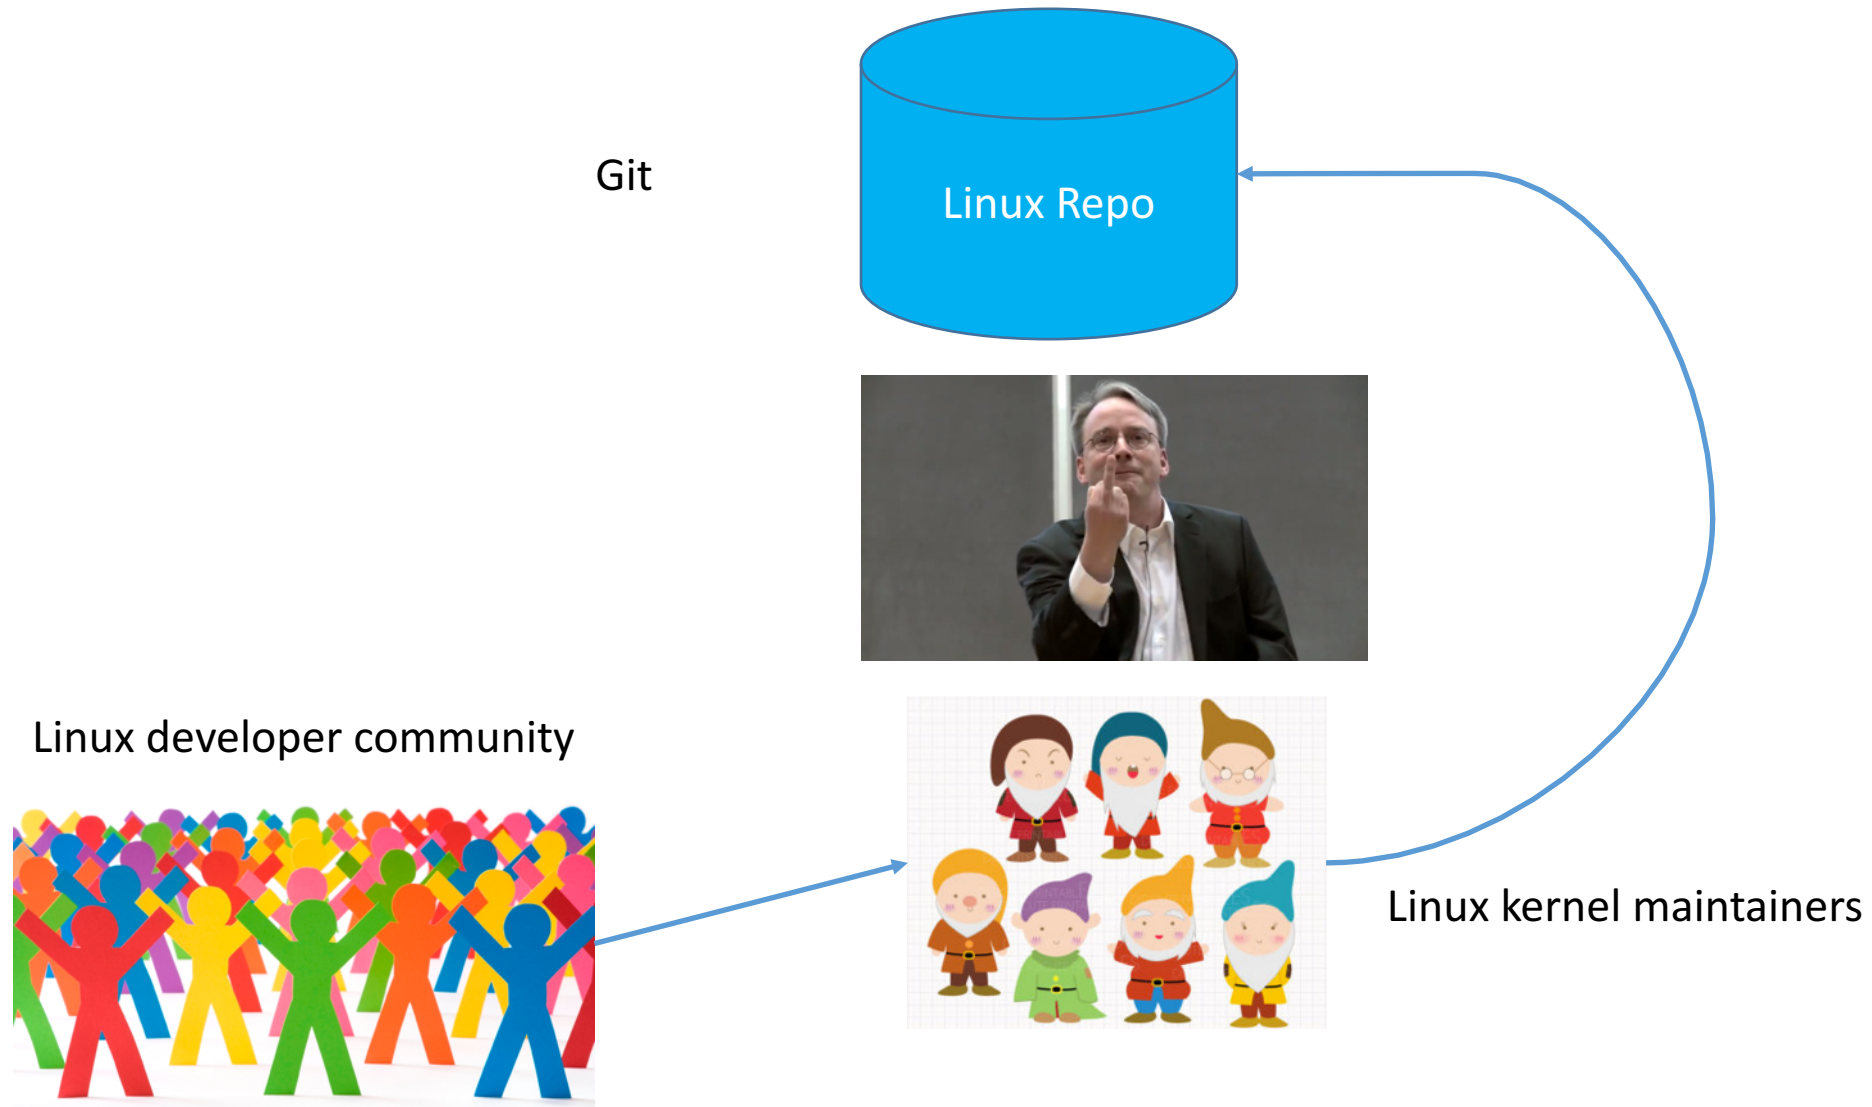 Git
Linux Repo
Linux developer community
Linux kernel maintainers